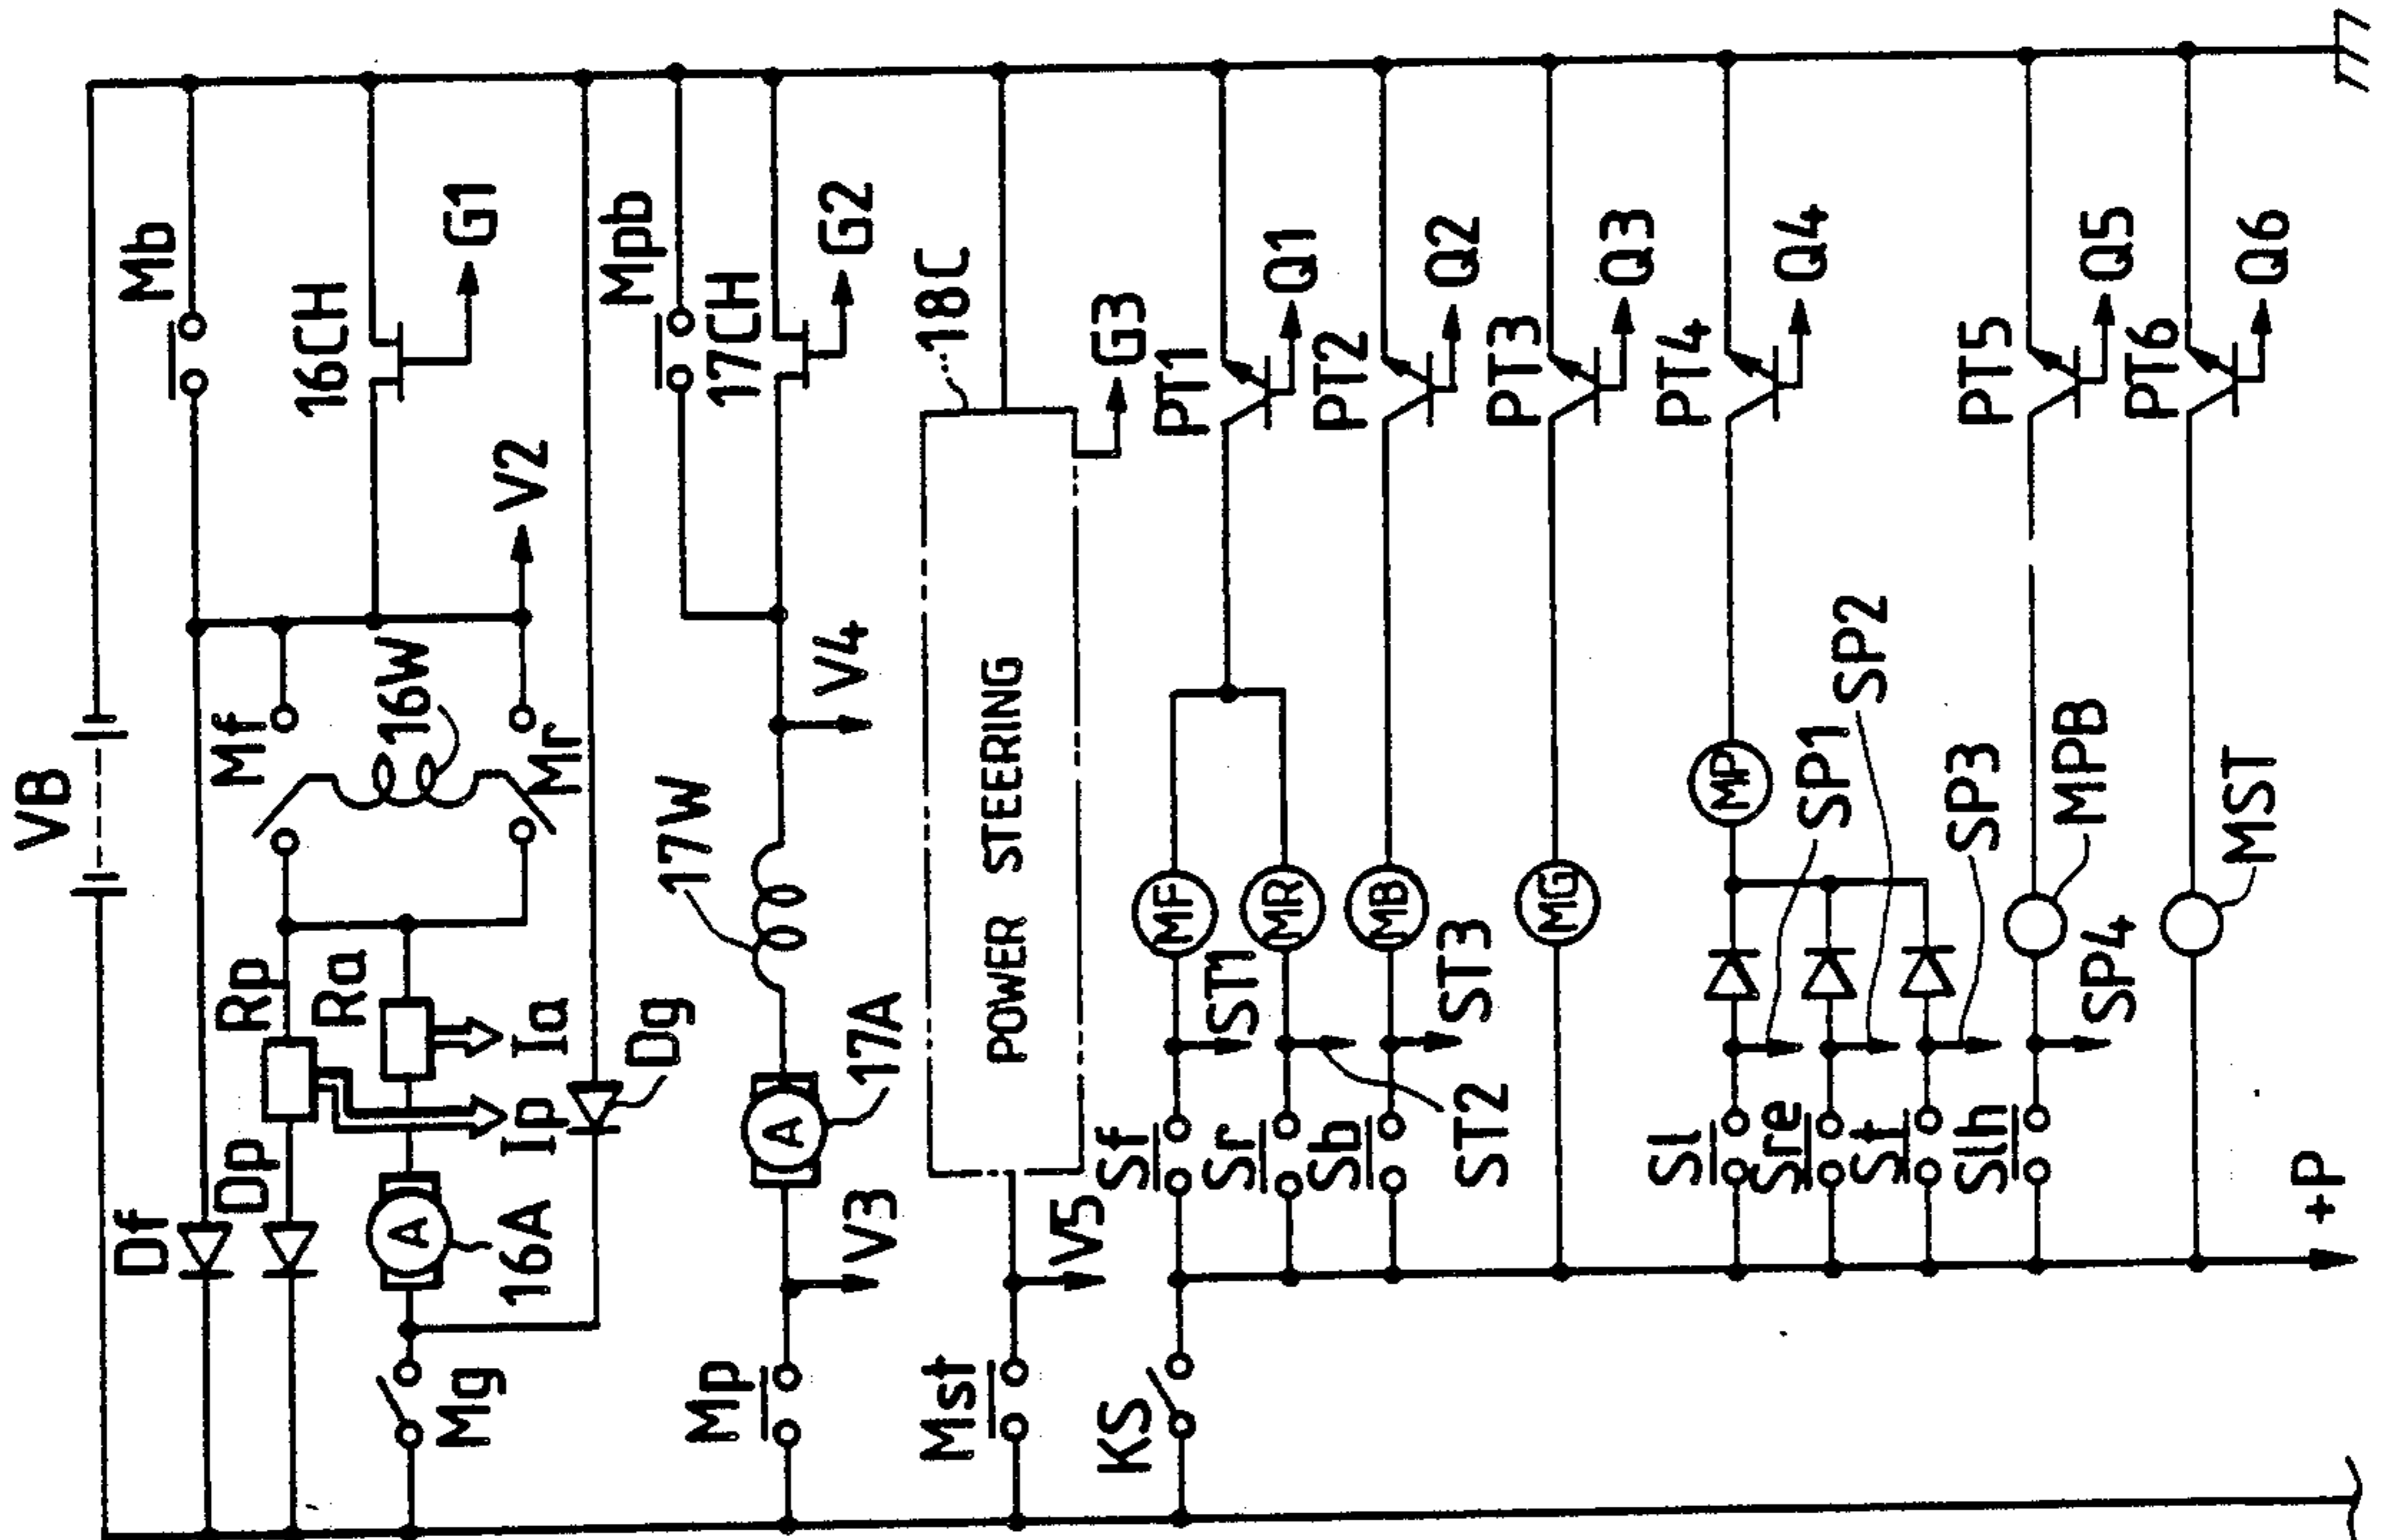 VB
Mb
16CH
G1
Mf
16W
Mr
V2
Rp
Ra
Ia
Ip
Df
Dp
16A
Dg
Mg
Mpb
17CH
G2
V4
17W
17A
V3
Mp
18C
G3
POWER STEERING
V5
Mst
PT1
Q1
MF
MR
ST1
Sf
Sr
ST2
PT2
Q2
MB
ST3
Sb
KS
PT3
Q3
MG
PT4
Q4
MP
SP1
SP2
SP3
Sl
Sre
St
PT5
Q5
MPB
SP4
Slh
PT6
Q6
MST
+P